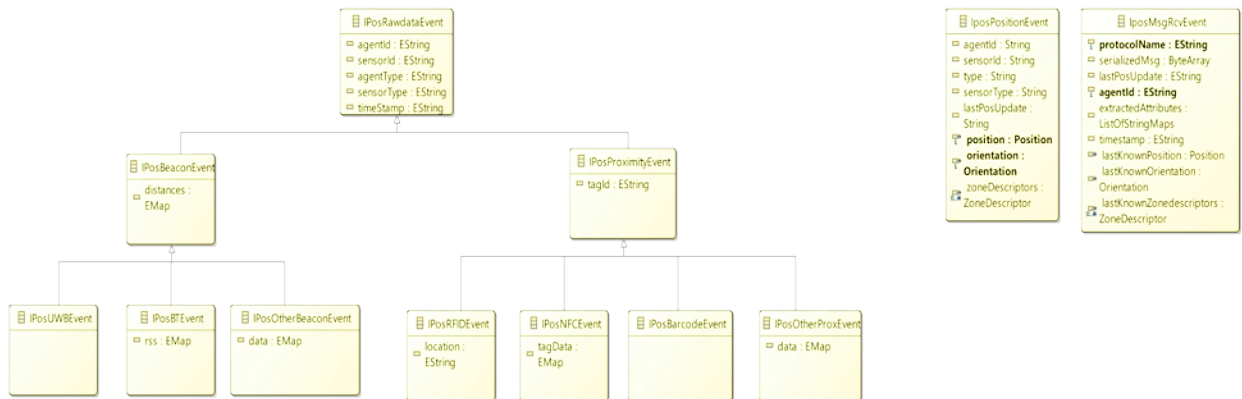 IPosRawdataEvent
agentId : EString
sensorId : EString
agentType : EString
sensorType : EString
timeStamp : EString
IPosBeaconEvent
distances :
EMap
IPosProximityEvent
tagId : EString
IPosUWBEvent
IPosBTEvent
rss : EMap
IPosOtherBeaconEvent
data : EMap
IPosRFIDEvent
location :
EString
IPosNFCEvent
tagData :
EMap
IPosBarcodeEvent
IPosOtherProxEvent
data : EMap
IposPositionEvent
agentId : String
sensorId : String
type : String
sensorType : String
lastPosUpdate :
String
position : Position
orientation :
Orientation
zoneDescriptors :
ZoneDescriptor
IposMsgRcvEvent
protocolName : EString
serializedMsg : ByteArray
lastPosUpdate : EString
agentId : EString
extractedAttributes :
ListOfStringMaps
timestamp : EString
lastKnownPosition : Position
lastKnownOrientation :
Orientation
lastKnownZonedescriptors :
ZoneDescriptor